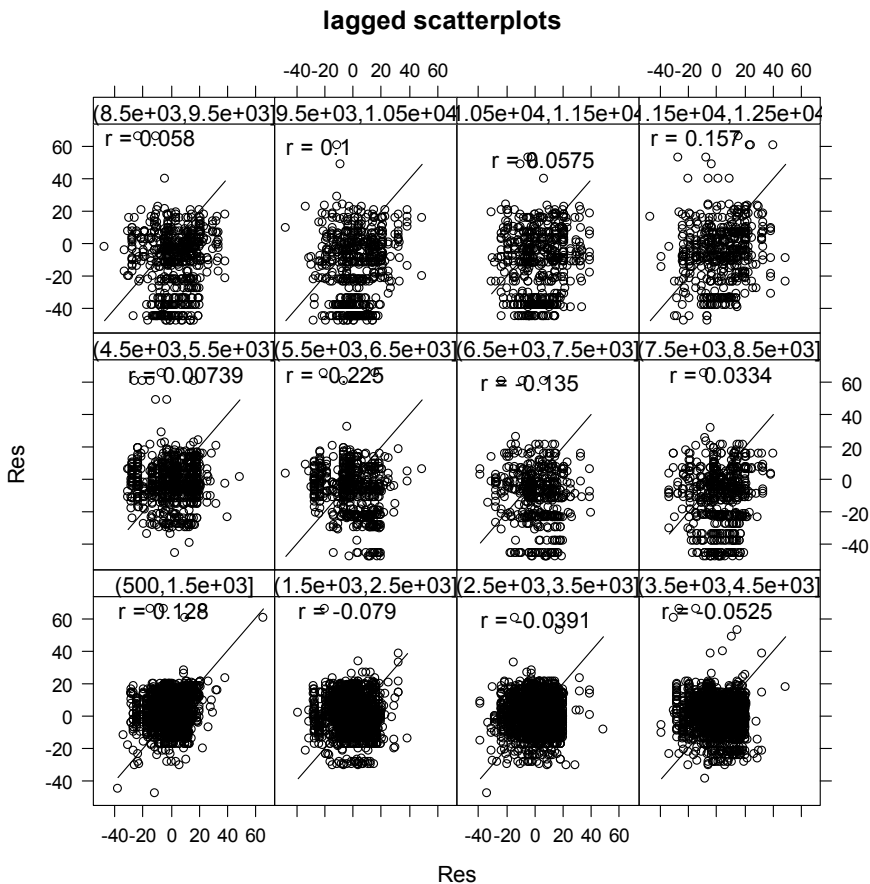 lagged scatterplots
-40 -20 0 20 40 60 -40 -20 0 20 40 60
(8.5e+03,9.5e+03] 9.5e+03,1.05e+04 1.05e+04,1.15e+04 1.15e+04,1.25e+04
r = 0.058 r = 0.1 r = 0.0575 r = 0.157
60
40
20
0
-20
-40
(4.5e+03,5.5e+03] (5.5e+03,6.5e+03] (6.5e+03,7.5e+03] (7.5e+03,8.5e+03]
r = 0.00739 r = -0.225 r = -0.135 r = 0.0334
60
40
20
0
-20
-40
Res
(500,1.5e+03] (1.5e+03,2.5e+03] (2.5e+03,3.5e+03] (3.5e+03,4.5e+03]
r = 0.128 r = -0.079 r = -0.0391 r = -0.0525
60
40
20
0
-20
-40
-40 -20 0 20 40 60 -40 -20 0 20 40 60
Res